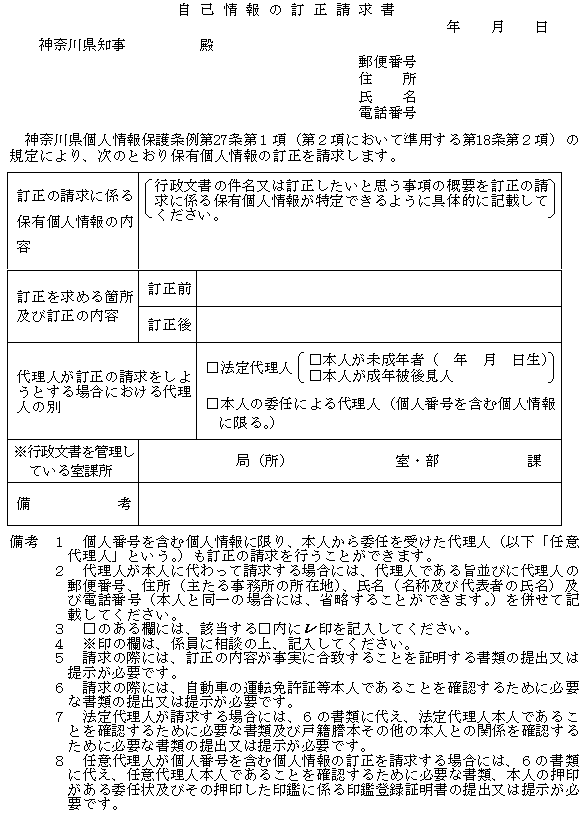 自己情報の訂正請求書
年　月　日
神奈川県知事　　　殿
郵便番号
住　　所
氏　　名
電話番号
神奈川県個人情報保護条例第27条第１項（第２項において準用する第18条第２項）の
規定により、次のとおり保有個人情報の訂正を請求します。
訂正の請求に係る
保有個人情報の内
容
行政文書の件名又は訂正したいと思う事項の概要を訂正の請
求に係る保有個人情報が特定できるように具体的に記載して
ください。
訂正を求める箇所
及び訂正の内容
訂正前
訂正後
代理人が訂正の請求をしよ
うとする場合における代理
人の別
□法定代理人
□本人が未成年者（　年　月　日生）
□本人が成年被後見人
□本人の委任による代理人（個人番号を含む個人情報
に限る。）
※行政文書を管理し
ている室課所
局（所）　　　室・部　　　課
備　　　考
備考　１　個人番号を含む個人情報に限り、本人から委任を受けた代理人（以下「任意
代理人」という。）も訂正の請求を行うことができます。
２　代理人が本人に代わって請求する場合には、代理人である旨並びに代理人の
郵便番号、住所（主たる事務所の所在地）、氏名（名称及び代表者の氏名）及
び電話番号（本人と同一の場合には、省略することができます。）を併せて記
載してください。
３　□のある欄には、該当する□内にレ印を記入してください。
４　※印の欄は、係員に相談の上、記入してください。
５　請求の際には、訂正の内容が事実に合致することを証明する書類の提出又は
提示が必要です。
６　請求の際には、自動車の運転免許証等本人であることを確認するために必要
な書類の提出又は提示が必要です。
７　法定代理人が請求する場合には、６の書類に代え、法定代理人本人であるこ
とを確認するために必要な書類及び戸籍謄本その他の本人との関係を確認する
ために必要な書類の提出又は提示が必要です。
８　任意代理人が個人番号を含む個人情報の訂正を請求する場合には、６の書類
に代え、任意代理人本人であることを確認するために必要な書類、本人の押印
がある委任状及びその押印した印鑑に係る印鑑登録証明書の提出又は提示が必
要です。